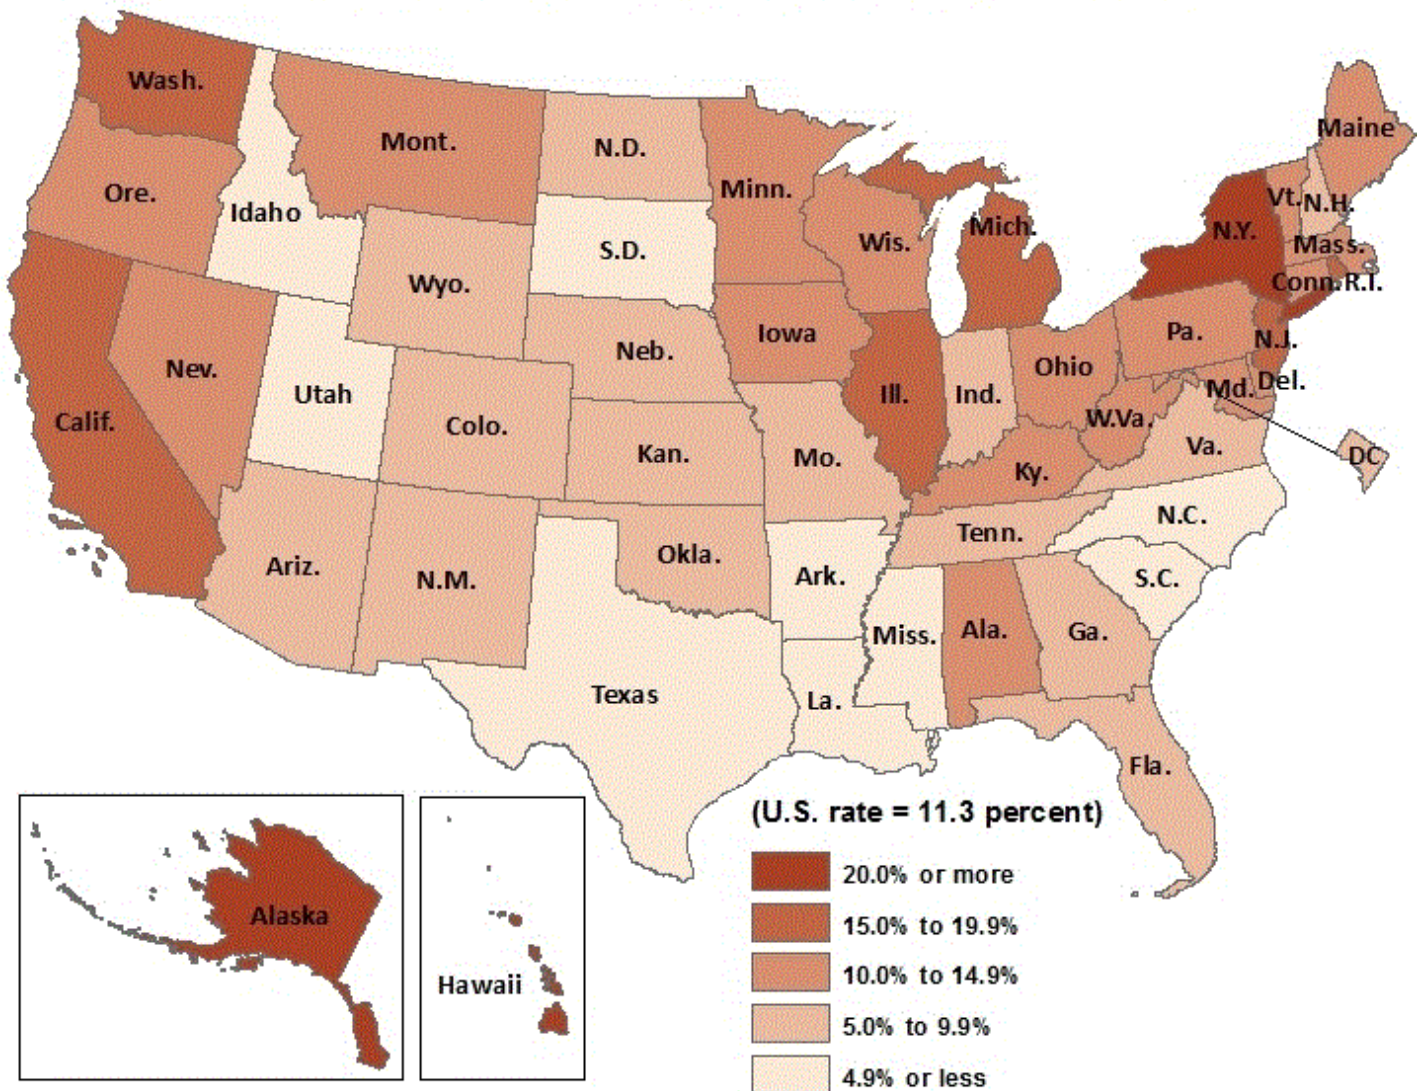 Wash.
Mont.
N.D.
Minn.
Maine
Ore.
Idaho
S.D.
Wis.
Mich.
N.Y.
Vt.
N.H.
Mass.
Conn.
R.I.
Wyo.
Iowa
Neb.
Pa.
N.J.
Nev.
Utah
Colo.
Ill.
Ind.
Ohio
Md.
Del.
Calif.
Kan.
Mo.
Ky.
W.Va.
Va.
DC
Ariz.
N.M.
Okla.
Ark.
Tenn.
N.C.
S.C.
Texas
La.
Miss.
Ala.
Ga.
Fla.
Alaska
Hawaii
(U.S. rate = 11.3 percent)
20.0% or more
15.0% to 19.9%
10.0% to 14.9%
5.0% to 9.9%
4.9% or less